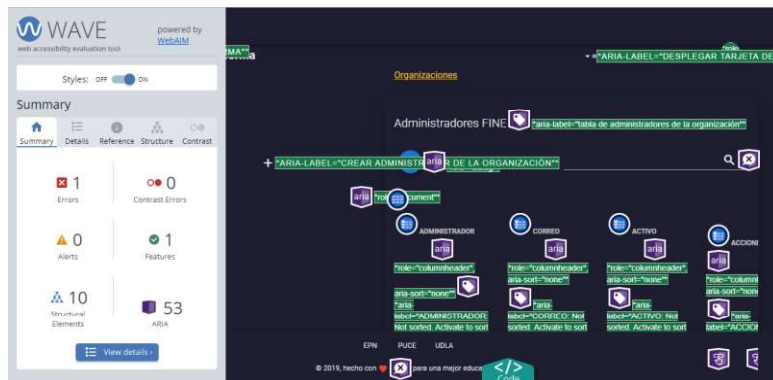 WAVE
web accessibility evaluation tool
powered by
WebAIM
Styles: OFF ON
Summary
Summary Details Reference Structure Contrast
1
Errors
0
Contrast Errors
0
Alerts
1
Features
10
Structural
Elements
53
ARIA
View details ›
*ARIA-LABEL="DESPLEGAR TARJETA DE
Organizaciones
Administradores FINE *aria-label="tabla de administradores de la organización"*
+ *ARIA-LABEL="CREAR ADMINISTR aria R DE LA ORGANIZACIÓN"*
aria
ADMINISTRADOR CORREO ACTIVO ACCIONE
aria aria aria aria
*role="columnheader", *role="columnheader", *role="columnheader",
aria-sort="none"* aria-sort="none"* aria-sort="none"*
*aria- *aria- *aria- *aria-
label="ADMINISTRADOR: label="CORREO: Not label="ACTIVO: Not label="ACCION
Not sorted. Activate to sort sorted. Activate to sort sorted. Activate to sort
EPN PUCE UDLA
© 2019, hecho con para una mejor educa
</>
Code